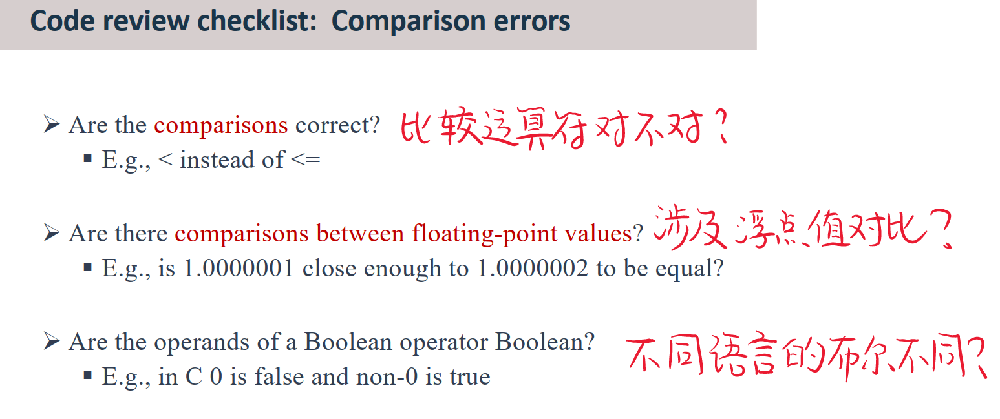 Code review checklist: Comparison errors
➢ Are the comparisons correct? 比较运算符对不对？
▪ E.g., < instead of <=
➢ Are there comparisons between floating-point values? 涉及浮点值对比？
▪ E.g., is 1.0000001 close enough to 1.0000002 to be equal?
➢ Are the operands of a Boolean operator Boolean? 不同语言的布尔不同？
▪ E.g., in C 0 is false and non-0 is true